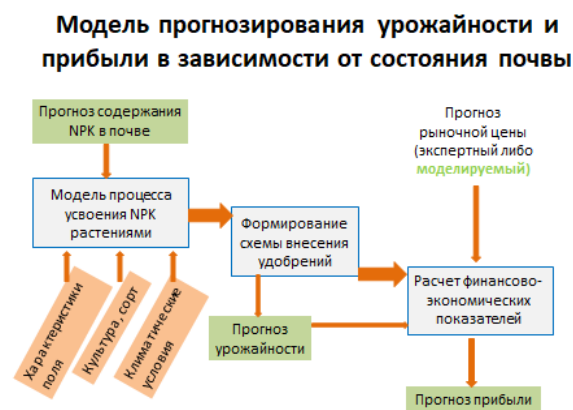 Модель прогнозирования урожайности и
прибыли в зависимости от состояния почвы
Прогноз содержания
NPK в почве
Прогноз
рыночной цены
(экспертный либо
моделируемый)
Модель процесса
усвоения NPK
растениями
Формирование
схемы внесения
удобрений
Расчет финансово-
экономических
показателей
Характеристики
поля
Культура, сорт
Климатические
условия
Прогноз
урожайности
Прогноз прибыли